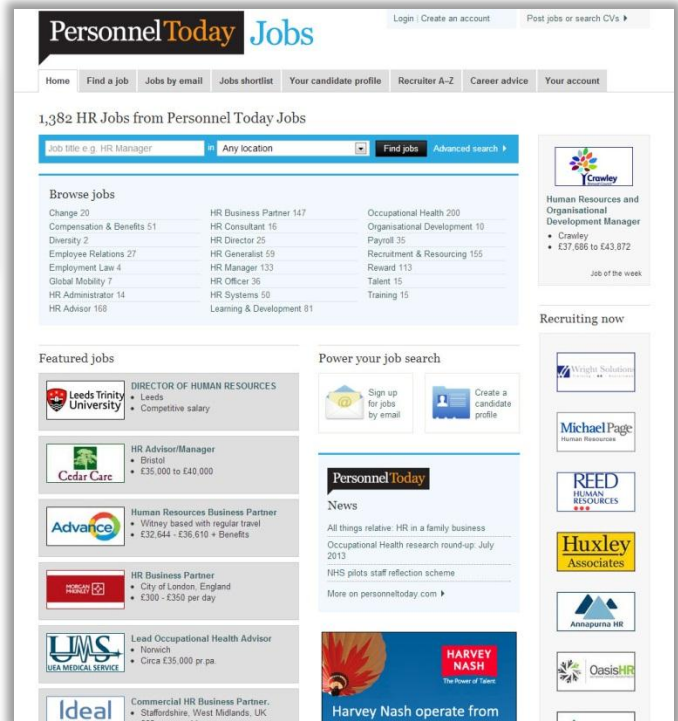 Login | Create an account
Post jobs or search CVs
PersonnelToday Jobs
Home Find a job Jobs by email Jobs shortlist Your candidate profile Recruiter A–Z Career advice Your account
1,382 HR Jobs from Personnel Today Jobs
Job title e.g. HR Manager in Any location Find jobs Advanced search
Browse jobs
Change 20
Compensation & Benefits 51
Diversity 2
Employee Relations 27
Employment Law 4
Global Mobility 7
HR Administrator 14
HR Advisor 168
HR Business Partner 147
HR Consultant 16
HR Director 25
HR Generalist 59
HR Manager 133
HR Officer 36
HR Systems 50
Learning & Development 81
Occupational Health 200
Organisational Development 10
Payroll 35
Recruitment & Resourcing 155
Reward 113
Talent 15
Training 15
Crawley
Human Resources and
Organisational
Development Manager
• Crawley
• £37,686 to £43,872
Job of the week
Featured jobs
Leeds Trinity
University
DIRECTOR OF HUMAN RESOURCES
• Leeds
• Competitive salary
Cedar Care
HR Advisor/Manager
• Bristol
• £35,000 to £40,000
Advance
Human Resources Business Partner
• Witney based with regular travel
• £32,644 - £36,610 + Benefits
HR Business Partner
• City of London, England
• £300 - £350 per day
UMS
UEA MEDICAL SERVICE
Lead Occupational Health Advisor
• Norwich
• Circa £35,000 pr.pa.
Ideal
Commercial HR Business Partner.
• Staffordshire, West Midlands, UK
Power your job search
Sign up
for jobs
by email
Create a
candidate
profile
PersonnelToday
News
All things relative: HR in a family business
Occupational Health research round-up: July
2013
NHS pilots staff reflection scheme
More on personneltoday.com
HARVEY
NASH
The Power of Talent
Harvey Nash operate from
Recruiting now
Wright Solutions
Michael Page
Human Resources
REED
HUMAN
RESOURCES
Huxley
Associates
Annapurna HR
OasisHR